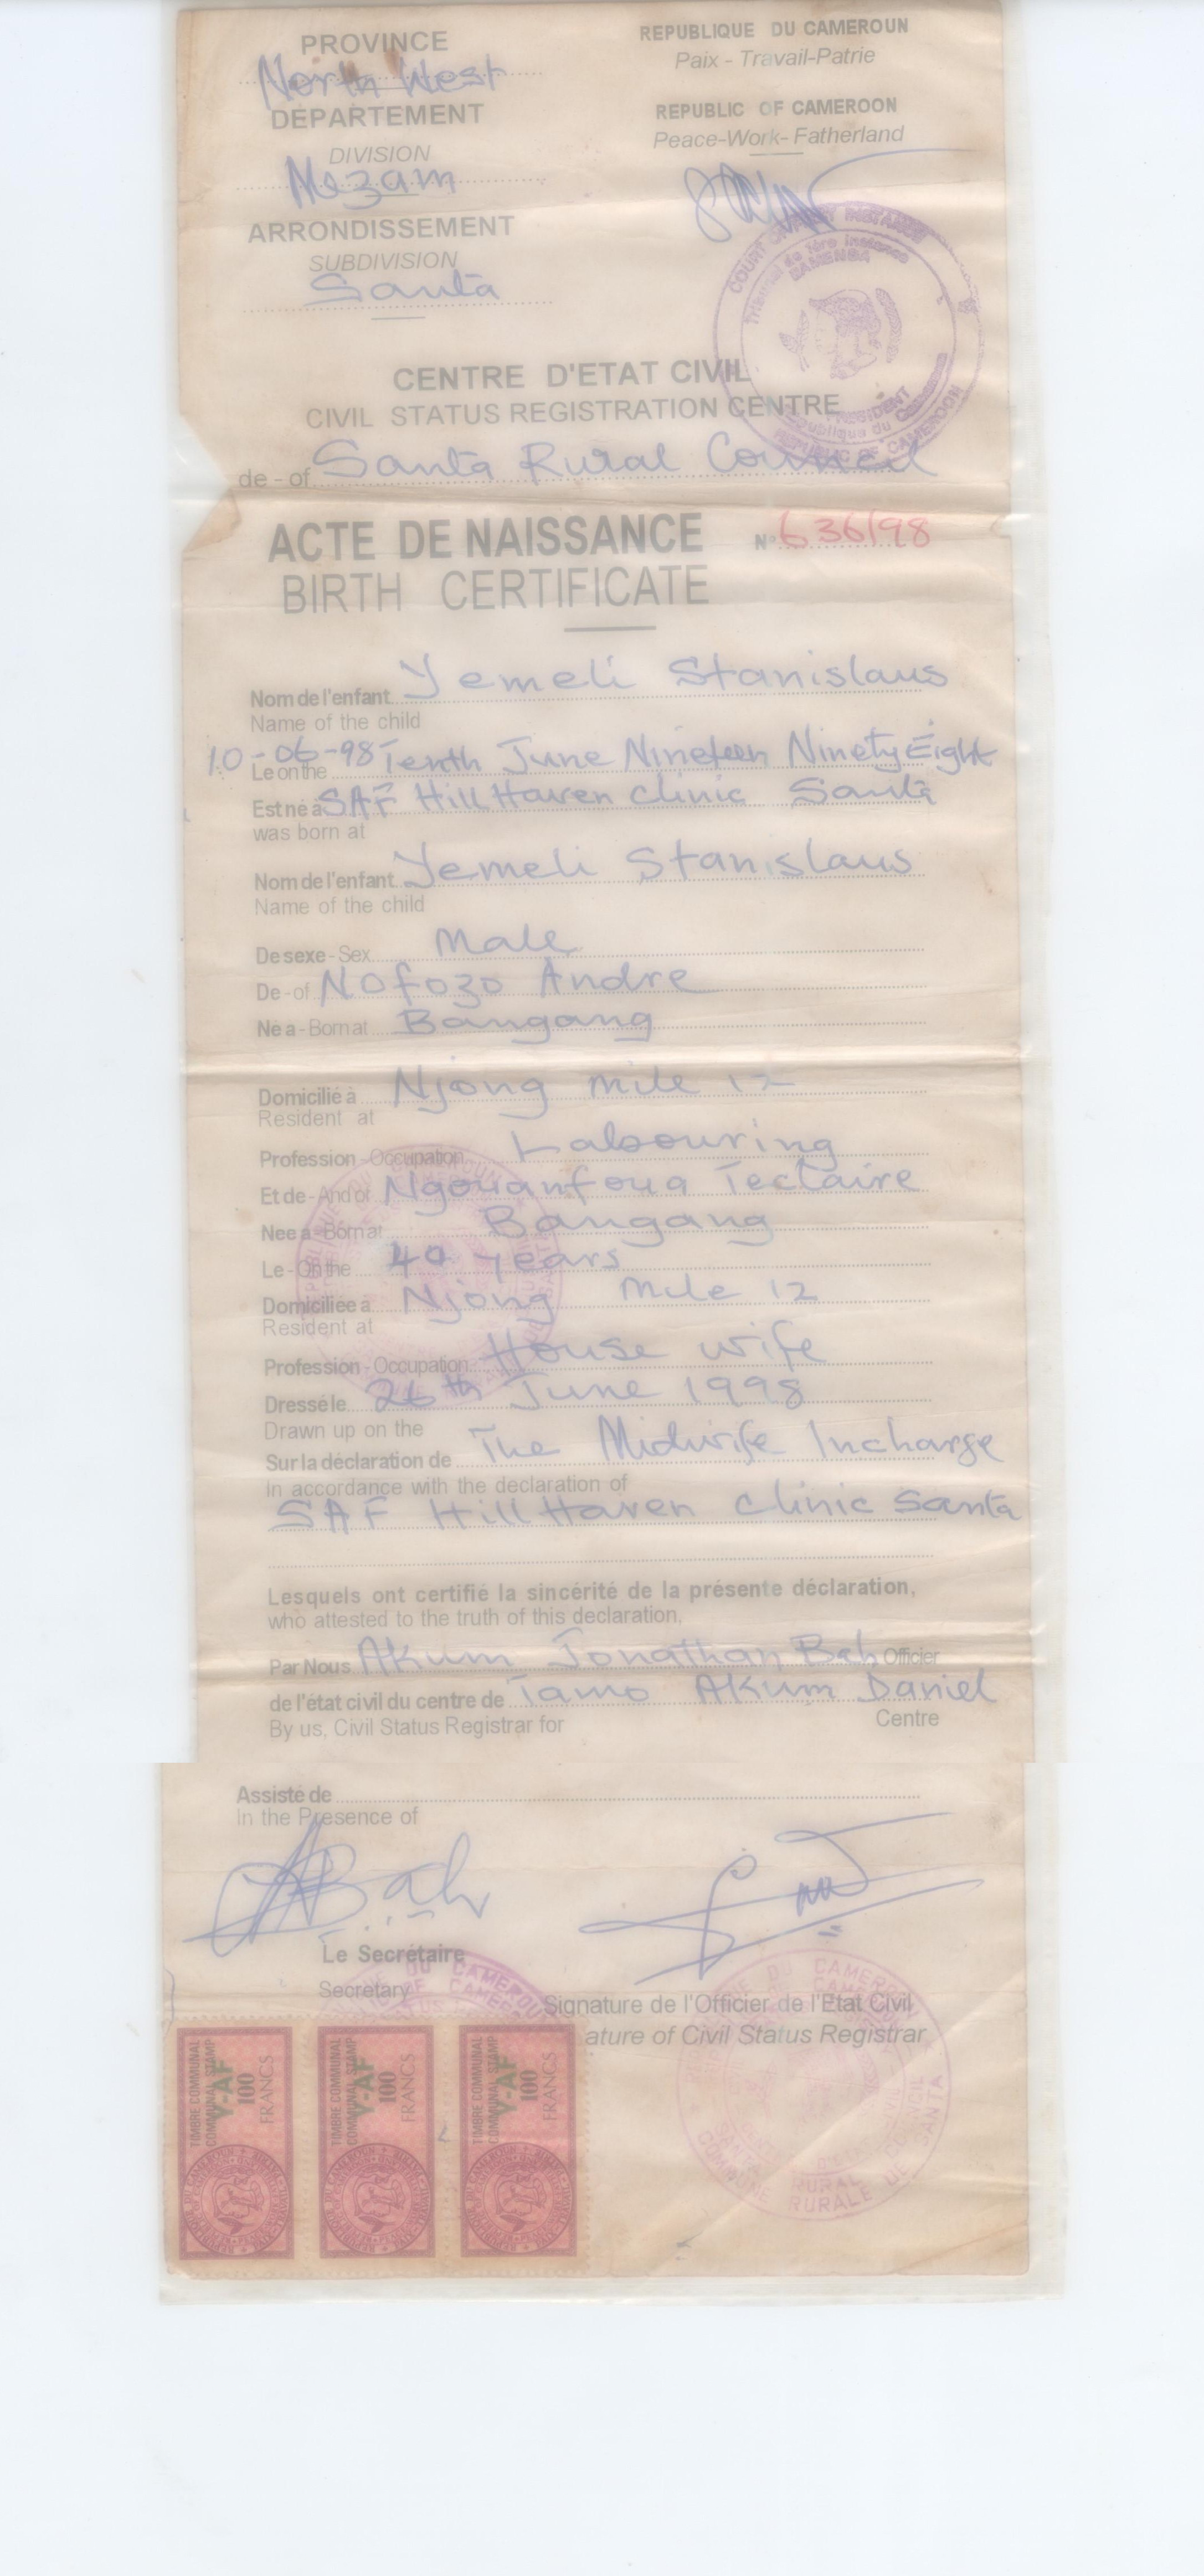 PROVINCE
North West
DEPARTEMENT
DIVISION
Mezam
ARRONDISSEMENT
SUBDIVISION
Santa
REPUBLIQUE DU CAMEROUN
Paix - Travail-Patrie
REPUBLIC OF CAMEROON
Peace-Work- Fatherland
COURT OF FIRST INSTANCE
Tribunal de 1ère Instance
BAMENDA
PRESIDENT
République du Cameroun
REPUBLIC OF CAMEROON
CENTRE D'ETAT CIVIL
CIVIL STATUS REGISTRATION CENTRE
de - of Santa Rural Council
ACTE DE NAISSANCE N° 636/98
BIRTH CERTIFICATE
Nom de l'enfant Yemeli Stanislaus
Name of the child
10-06-98 Tenth June Nineteen Ninety Eight
Le on the
Est né à SAF Hill Haven Clinic Santa
was born at
Nom de l'enfant Yemeli Stanislaus
Name of the child
De sexe - Sex Male
De - of Nofozo Andre
Né a - Born at Bangang
Domicilié à Njong mile 12
Resident at
Profession - Occupation Labouring
Et de - And of Ngouanfoua Teclaire
Nee à - Born at Bangang
Le - On the 40 years
Domiciliée a Njong Mile 12
Resident at
Profession - Occupation House wife
Dressé le 26th June 1998
Drawn up on the
Sur la déclaration de The Midwife Incharge
In accordance with the declaration of
SAF Hill Haven Clinic Santa
Lesquels ont certifié la sincérité de la présente déclaration,
who attested to the truth of this declaration,
Par Nous Akum Jonathan Bah Officier
de l'état civil du centre de Tamo Akum Daniel
By us, Civil Status Registrar for Centre
Assisté de
In the Presence of
Le Secrétaire
Secretary
Signature de l'Officier de l'Etat Civil
ature of Civil Status Registrar
TIMBRE COMMUNAL
COMMUNAL STAMP
V-AF
100
FRANCS
TIMBRE COMMUNAL
COMMUNAL STAMP
V-AF
100
FRANCS
TIMBRE COMMUNAL
COMMUNAL STAMP
V-AF
100
FRANCS
COMMUNE RURALE DE SANTA